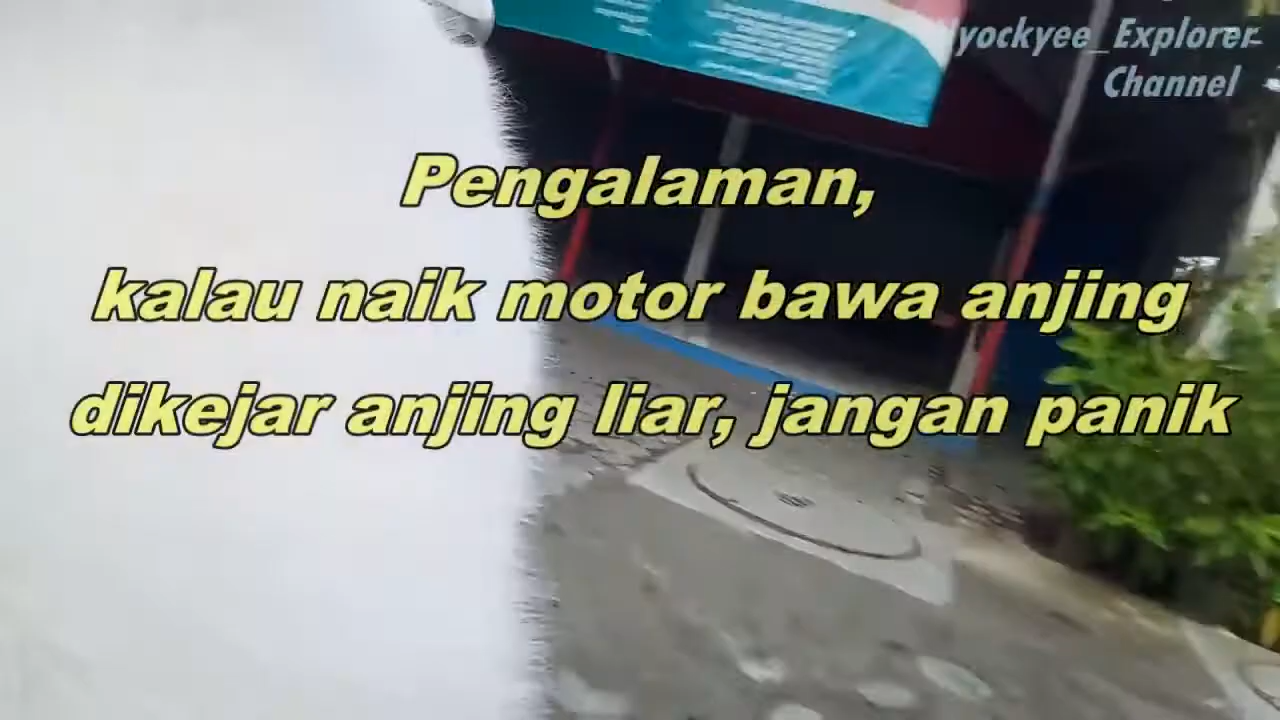 yockyee_Explorer
Channel
Pengalaman,
kalau naik motor bawa anjing
dikejar anjing liar, jangan panik